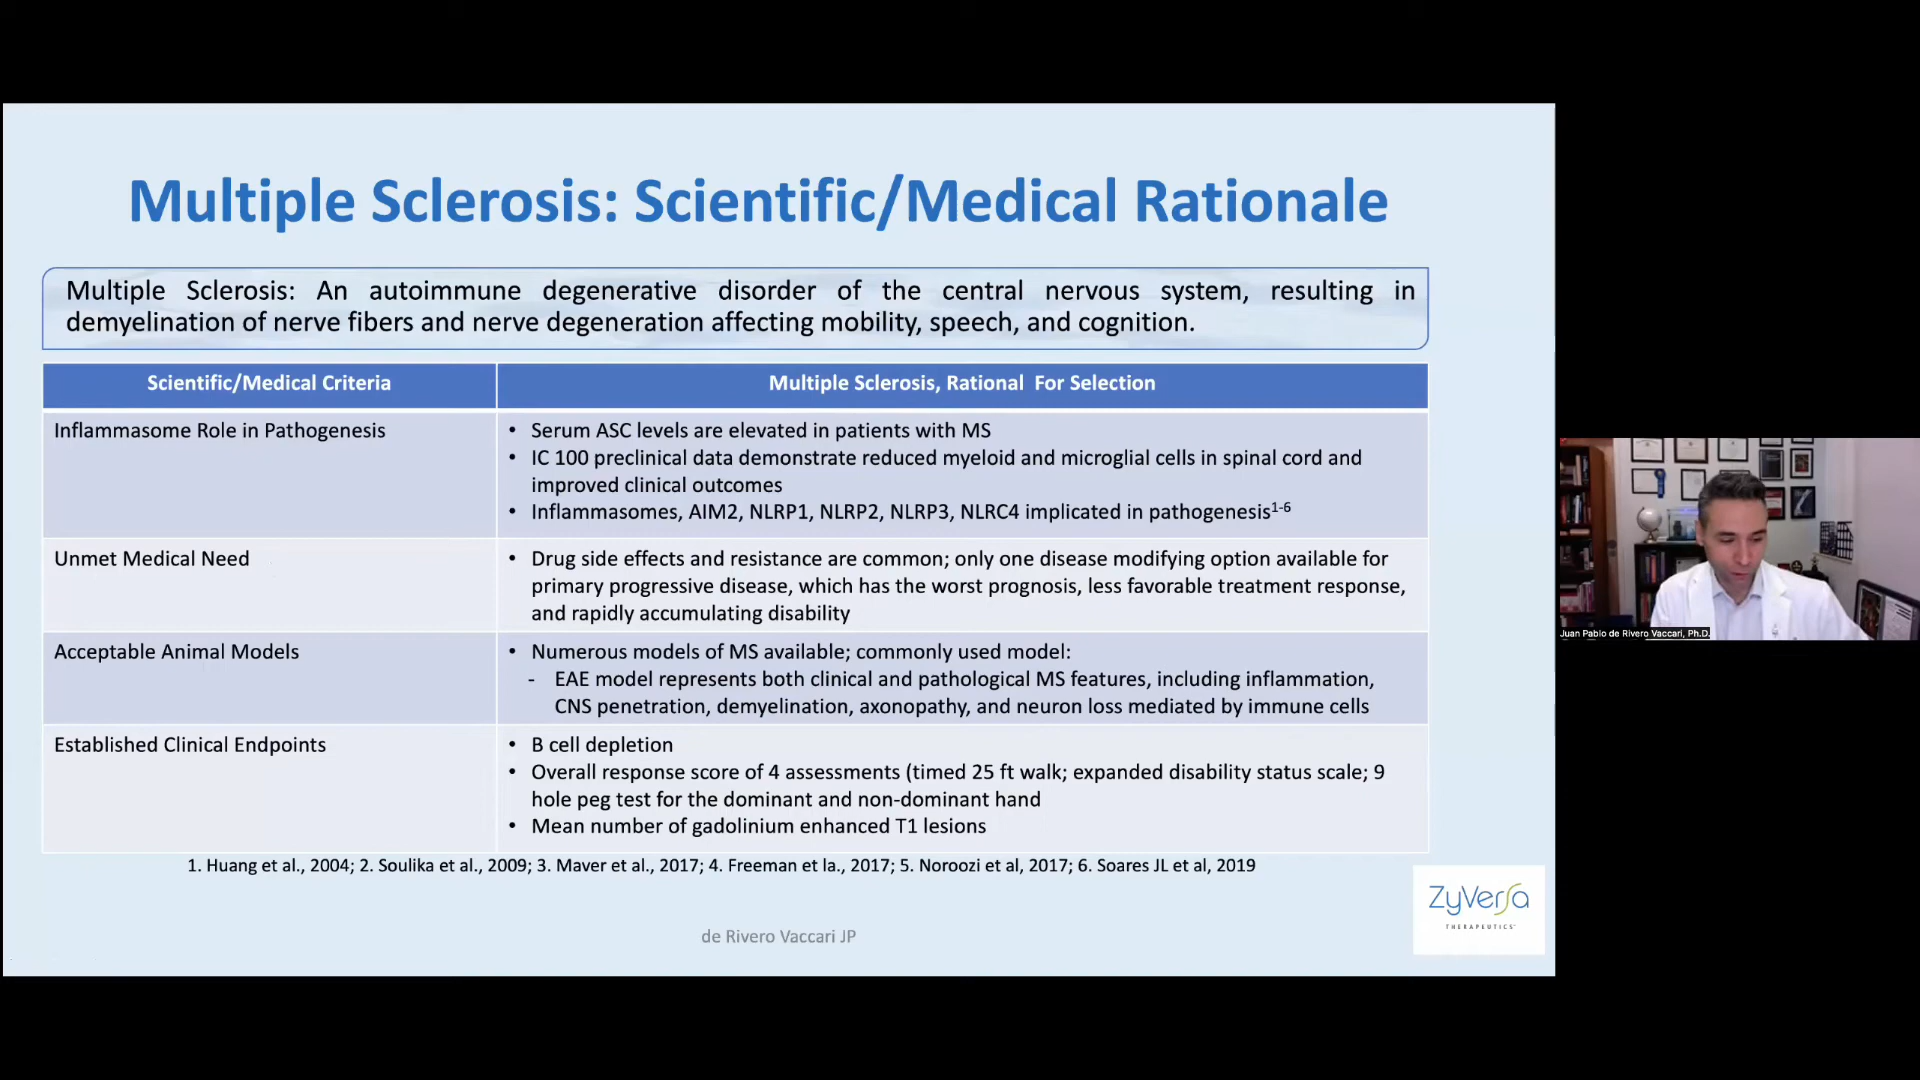 Multiple Sclerosis: Scientific/Medical Rationale
Multiple Sclerosis: An autoimmune degenerative disorder of the central nervous system, resulting in
demyelination of nerve fibers and nerve degeneration affecting mobility, speech, and cognition.
Scientific/Medical Criteria
Multiple Sclerosis, Rational For Selection
Inflammasome Role in Pathogenesis
• Serum ASC levels are elevated in patients with MS
• IC 100 preclinical data demonstrate reduced myeloid and microglial cells in spinal cord and
improved clinical outcomes
• Inflammasomes, AIM2, NLRP1, NLRP2, NLRP3, NLRC4 implicated in pathogenesis1-6
Unmet Medical Need
• Drug side effects and resistance are common; only one disease modifying option available for
primary progressive disease, which has the worst prognosis, less favorable treatment response,
and rapidly accumulating disability
Acceptable Animal Models
• Numerous models of MS available; commonly used model:
- EAE model represents both clinical and pathological MS features, including inflammation,
CNS penetration, demyelination, axonopathy, and neuron loss mediated by immune cells
Established Clinical Endpoints
• B cell depletion
• Overall response score of 4 assessments (timed 25 ft walk; expanded disability status scale; 9
hole peg test for the dominant and non-dominant hand
• Mean number of gadolinium enhanced T1 lesions
1. Huang et al., 2004; 2. Soulika et al., 2009; 3. Maver et al., 2017; 4. Freeman et la., 2017; 5. Noroozi et al, 2017; 6. Soares JL et al, 2019
de Rivero Vaccari JP
ZyVersa
THERAPEUTICS
Juan Pablo de Rivero Vaccari, Ph.D.